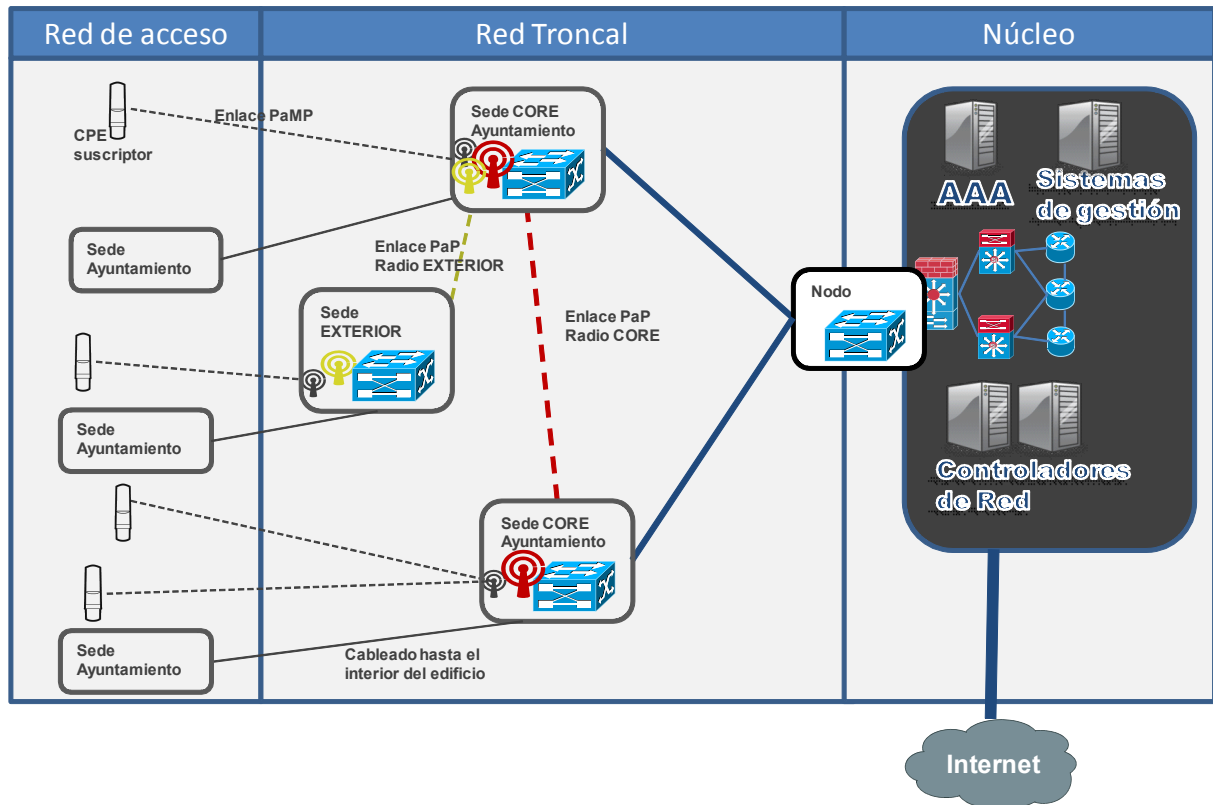 Red de acceso
Red Troncal
Núcleo
Enlace PaMP
CPE
suscriptor
Sede CORE
Ayuntamiento
AAA
Sistemas
de gestión
Sede
Ayuntamiento
Enlace PaP
Radio EXTERIOR
Sede
EXTERIOR
Enlace PaP
Radio CORE
Nodo
Sede
Ayuntamiento
Controladores
de Red
Sede CORE
Ayuntamiento
Sede
Ayuntamiento
Cableado hasta el
interior del edificio
Internet